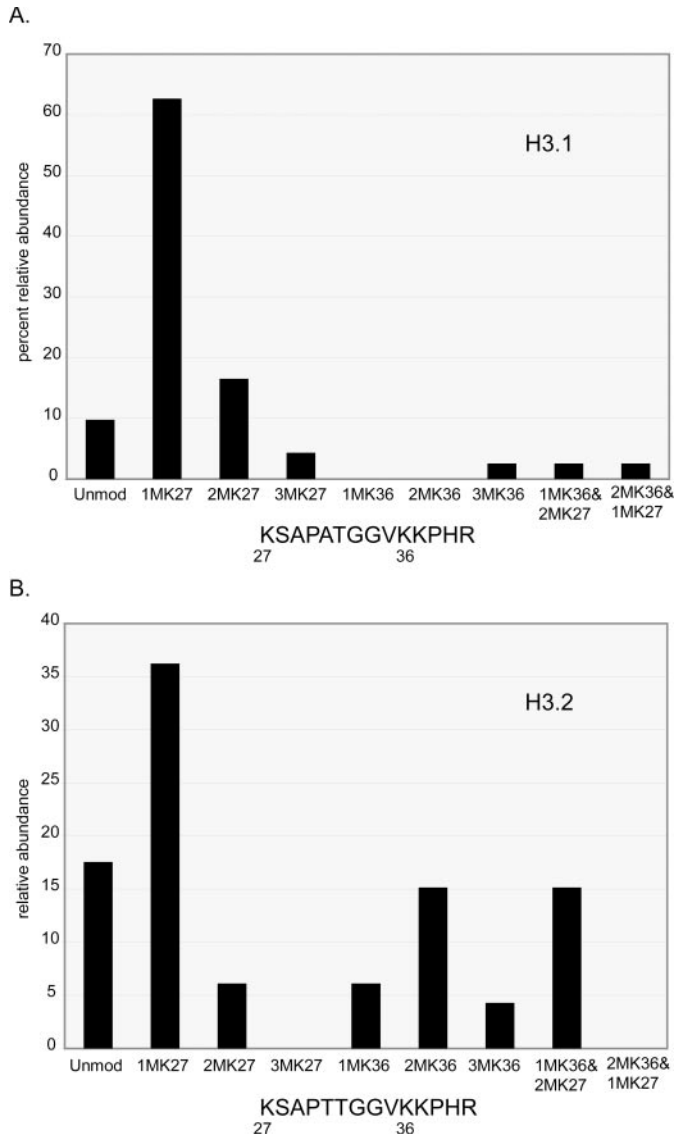 A.
70
60
50
40
30
20
10
0
percent relative abundance
H3.1
Unmod 1MK27 2MK27 3MK27 1MK36 2MK36 3MK36 1MK36& 2MK36&
2MK27 1MK27
KSAPATGGVKKPHR
27 36
B.
40
35
30
25
20
15
10
5
0
relative abundance
H3.2
Unmod 1MK27 2MK27 3MK27 1MK36 2MK36 3MK36 1MK36& 2MK36&
2MK27 1MK27
KSAPTTGGVKKPHR
27 36